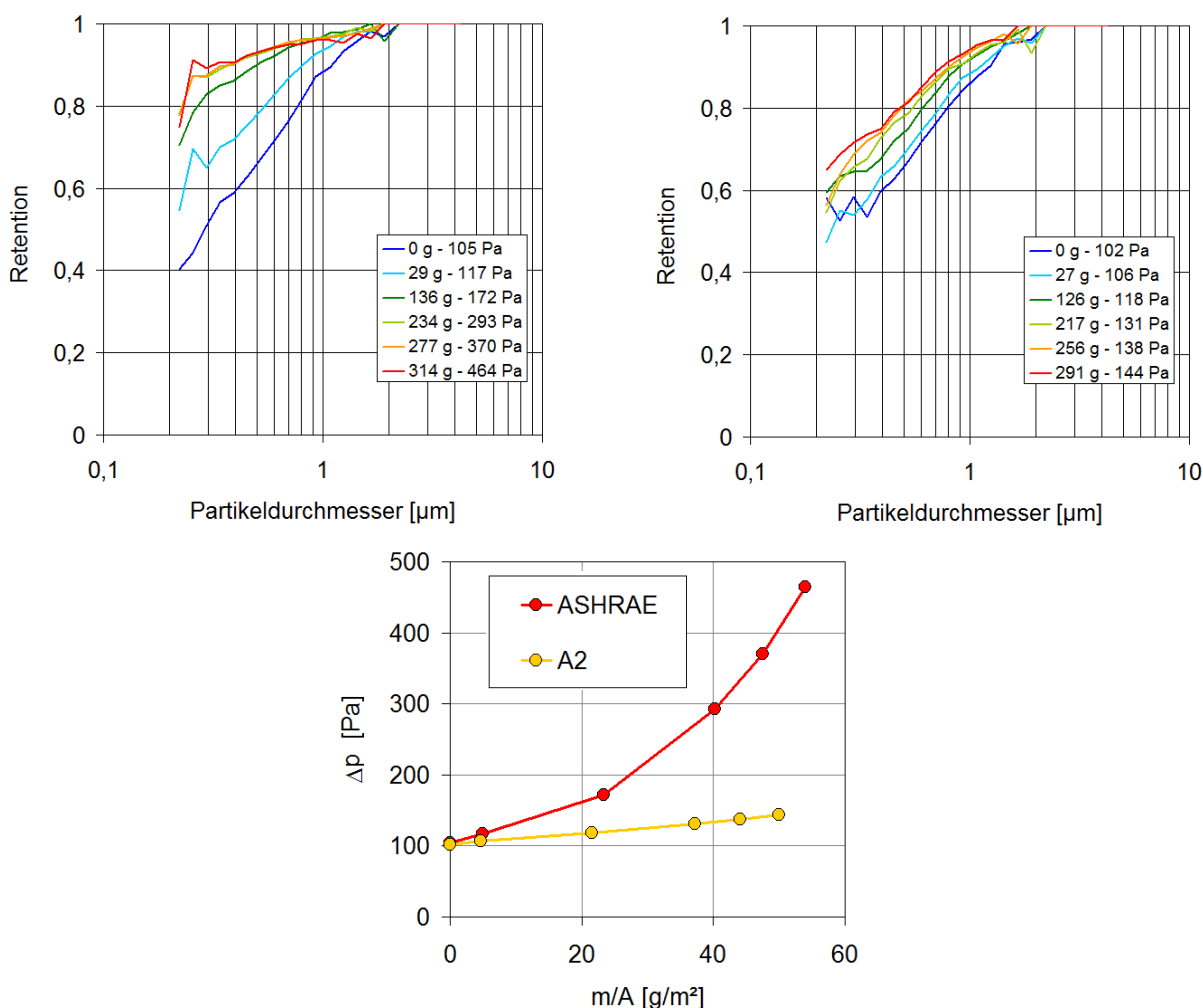 1
0,8
0,6
0,4
0,2
0
Retention
0 g - 105 Pa
29 g - 117 Pa
136 g - 172 Pa
234 g - 293 Pa
277 g - 370 Pa
314 g - 464 Pa
0,1
1
10
Partikeldurchmesser [µm]
1
0,8
0,6
0,4
0,2
0
Retention
0 g - 102 Pa
27 g - 106 Pa
126 g - 118 Pa
217 g - 131 Pa
256 g - 138 Pa
291 g - 144 Pa
0,1
1
10
Partikeldurchmesser [µm]
500
400
300
200
100
0
Δp [Pa]
ASHRAE
A2
0
20
40
60
m/A [g/m²]